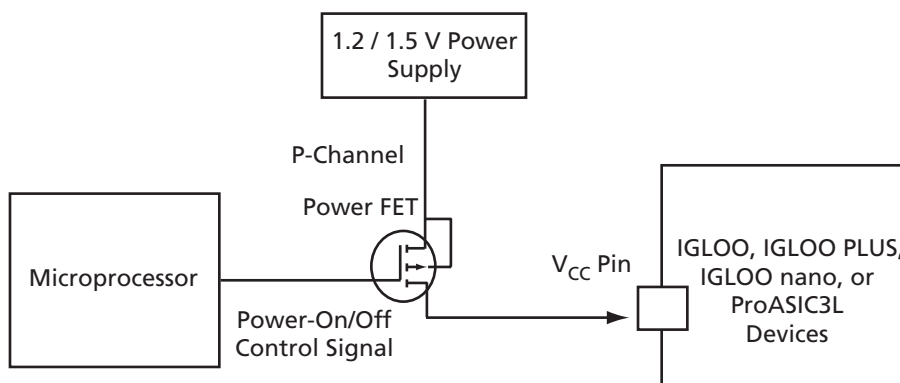 1.2 / 1.5 V Power
Supply
P-Channel
Power FET
Microprocessor
Power-On/Off
Control Signal
VCC Pin
IGLOO, IGLOO PLUS,
IGLOO nano, or
ProASIC3L
Devices